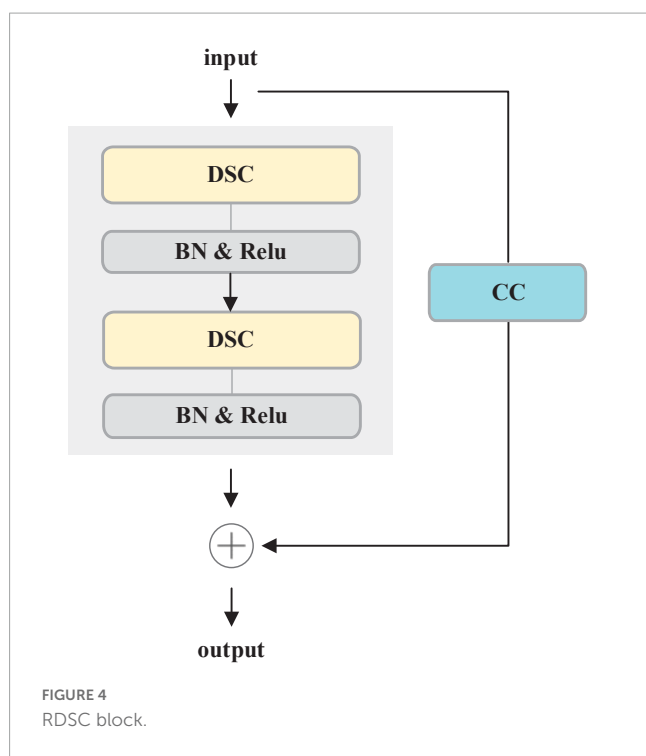 input
DSC
BN & Relu
CC
DSC
BN & Relu
output
FIGURE 4
RDSC block.